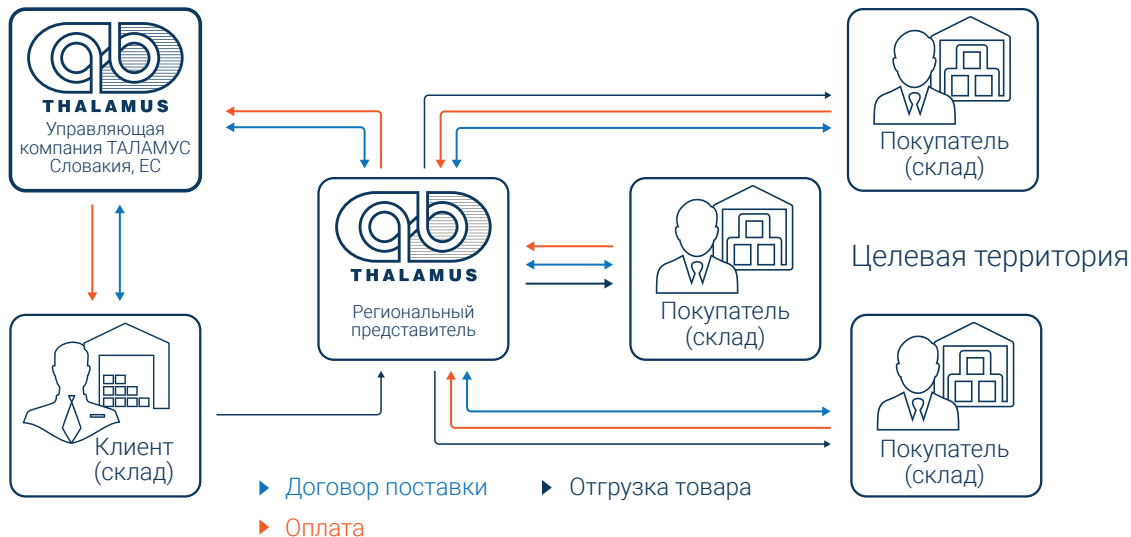 THALAMUS
Управляющая
компания ТАЛАМУС
Словакия, ЕС
Покупатель
(склад)
THALAMUS
Региональный
представитель
Покупатель
(склад)
Целевая территория
Клиент
(склад)
Покупатель
(склад)
Договор поставки
Отгрузка товара
Оплата